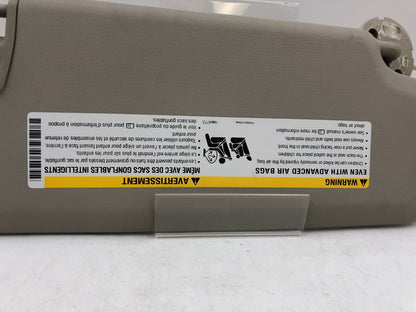 WARNING
EVEN WITH ADVANCED AIR BAGS
• Children can be killed or seriously injured by the air bag.
• The back seat is the safest place for children.
• Never put a rear-facing child seat in the front.
• Always use seat belts and child restraints.
• See owner's manual for more information
about air bags.
AVERTISSEMENT
MÊME AVEC DES SACS GONFLABLES INTELLIGENTS
• Les enfants peuvent être tués ou grièvement blessés par le sac gonflable.
• Le siège arrière est l'endroit le plus sûr pour les enfants.
• Ne jamais placer à l'avant un siège pour enfant faisant face à l'arrière.
• Toujours utiliser les ceintures de sécurité et les ensembles de retenue
pour enfant.
• Voir le guide du propriétaire pour plus d'information à propos
des sacs gonflables.